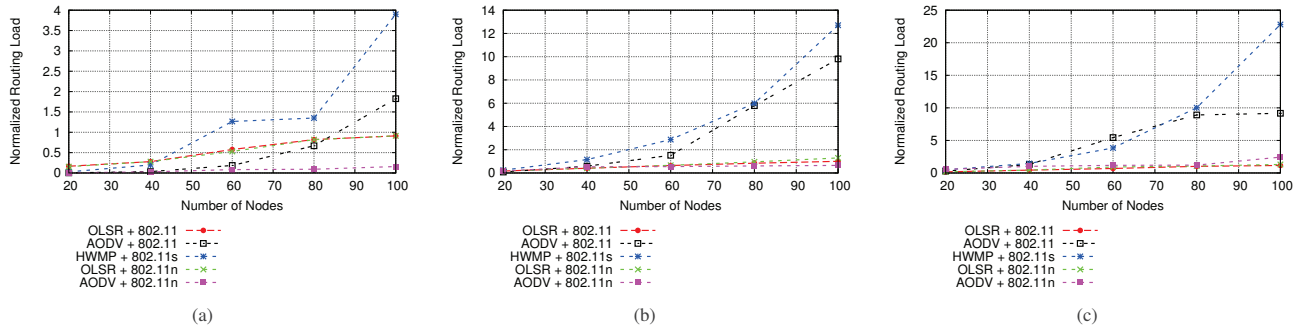 Normalized Routing Load
4
3.5
3
2.5
2
1.5
1
0.5
0
20 30 40 50 60 70 80 90 100
Number of Nodes
OLSR + 802.11
AODV + 802.11
HWMP + 802.11s
OLSR + 802.11n
AODV + 802.11n
(a)
Normalized Routing Load
14
12
10
8
6
4
2
0
20 30 40 50 60 70 80 90 100
Number of Nodes
OLSR + 802.11
AODV + 802.11
HWMP + 802.11s
OLSR + 802.11n
AODV + 802.11n
(b)
Normalized Routing Load
25
20
15
10
5
0
20 30 40 50 60 70 80 90 100
Number of Nodes
OLSR + 802.11
AODV + 802.11
HWMP + 802.11s
OLSR + 802.11n
AODV + 802.11n
(c)